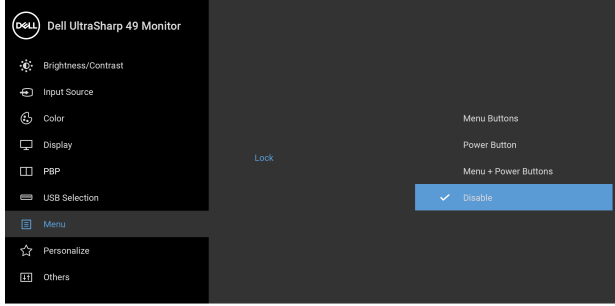 DELL Dell UltraSharp 49 Monitor
Brightness/Contrast
Input Source
Color
Display
PBP
USB Selection
Menu
Personalize
Others
Lock
Menu Buttons
Power Button
Menu + Power Buttons
Disable